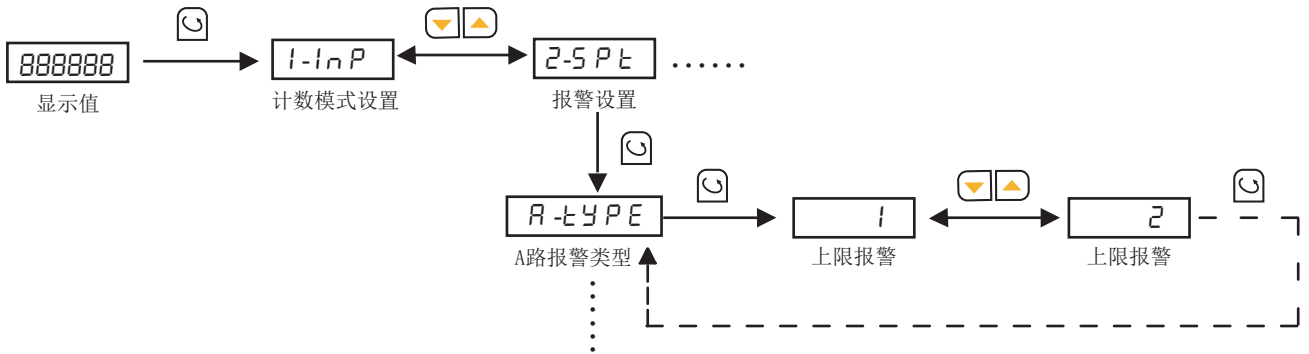 888888
显示值
1-InP
计数模式设置
2-SPt
报警设置
......
A-tYPE
A路报警类型
1
上限报警
2
上限报警